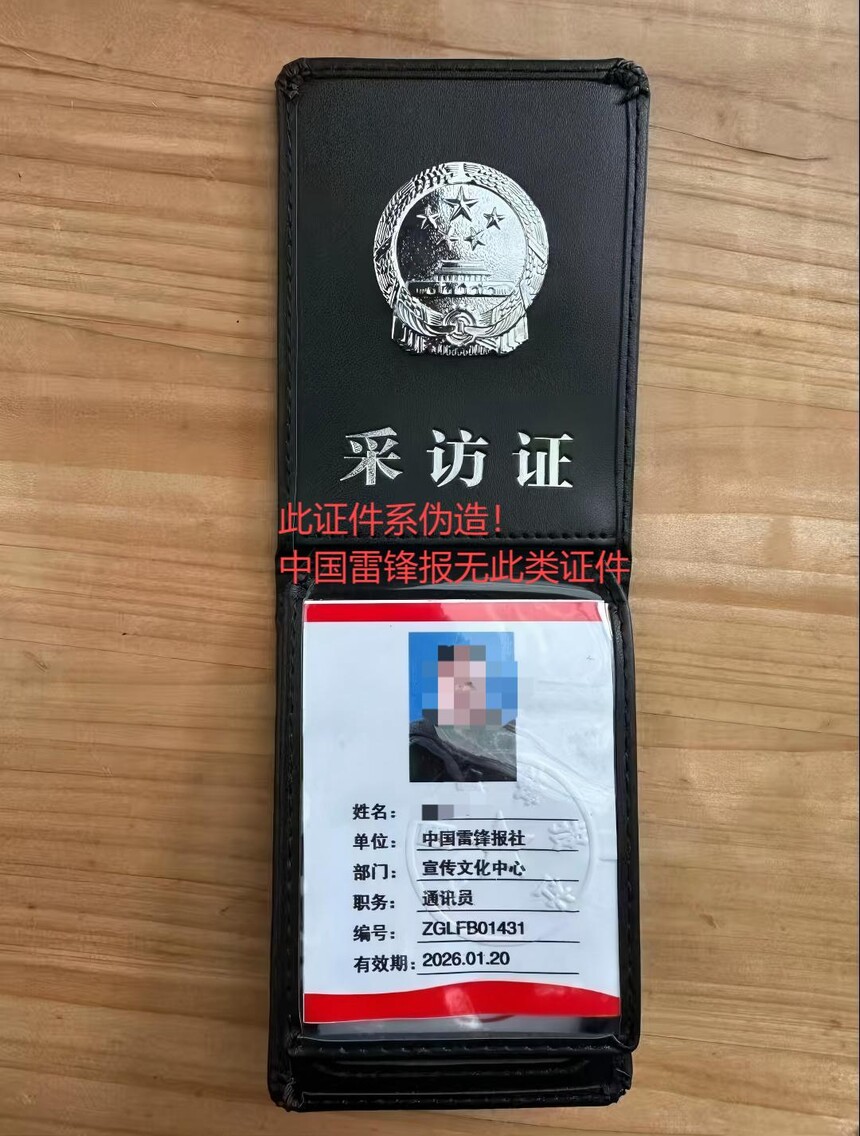 采访证
此证件系伪造！
中国雷锋报无此类证件
姓名：
单位：中国雷锋报社
部门：宣传文化中心
职务：通讯员
编号：ZGLFB01431
有效期：2026.01.20